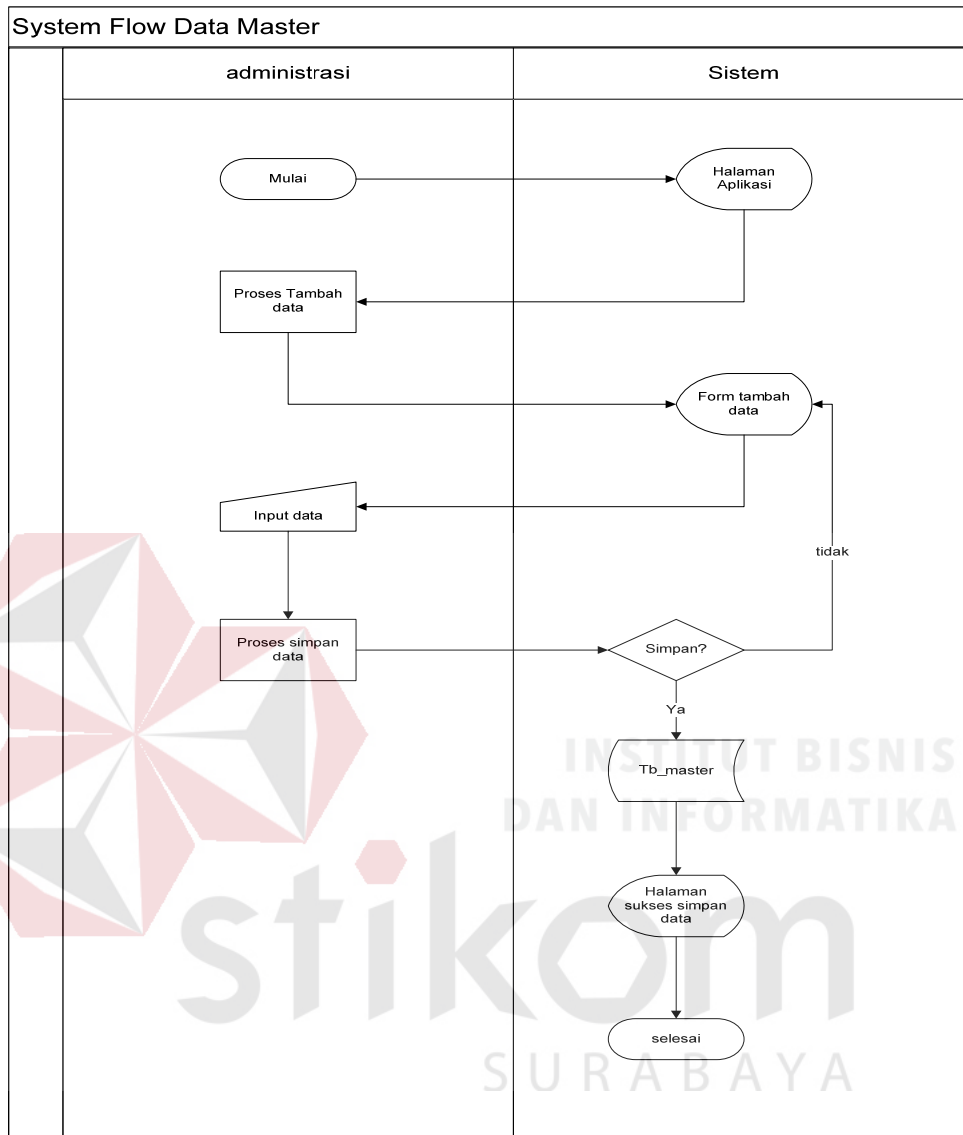 System Flow Data Master
administrasi
Sistem
Mulai
Halaman
Aplikasi
Proses Tambah
data
Form tambah
data
Input data
tidak
Proses simpan
data
Simpan?
Ya
Tb_master
INSTITUT BISNIS
DAN INFORMATIKA
Halaman
sukses simpan
data
stikom
selesai
SURABAYA